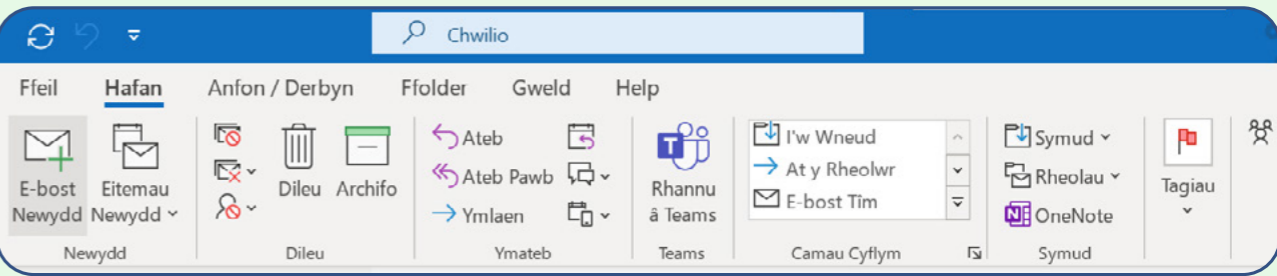 Chwilio
Ffeil Hafan Anfon / Derbyn Ffolder Gweld Help
E-bost
Newydd
Eitemau
Newydd
Newydd
Dileu
Archifo
Dileu
Ateb
Ateb Pawb
Ymlaen
Ymateb
Rhannu
â Teams
Teams
I'w Wneud
At y Rheolwr
E-bost Tîm
Camau Cyflym
Symud
Rheolau
OneNote
Symud
Tagiau